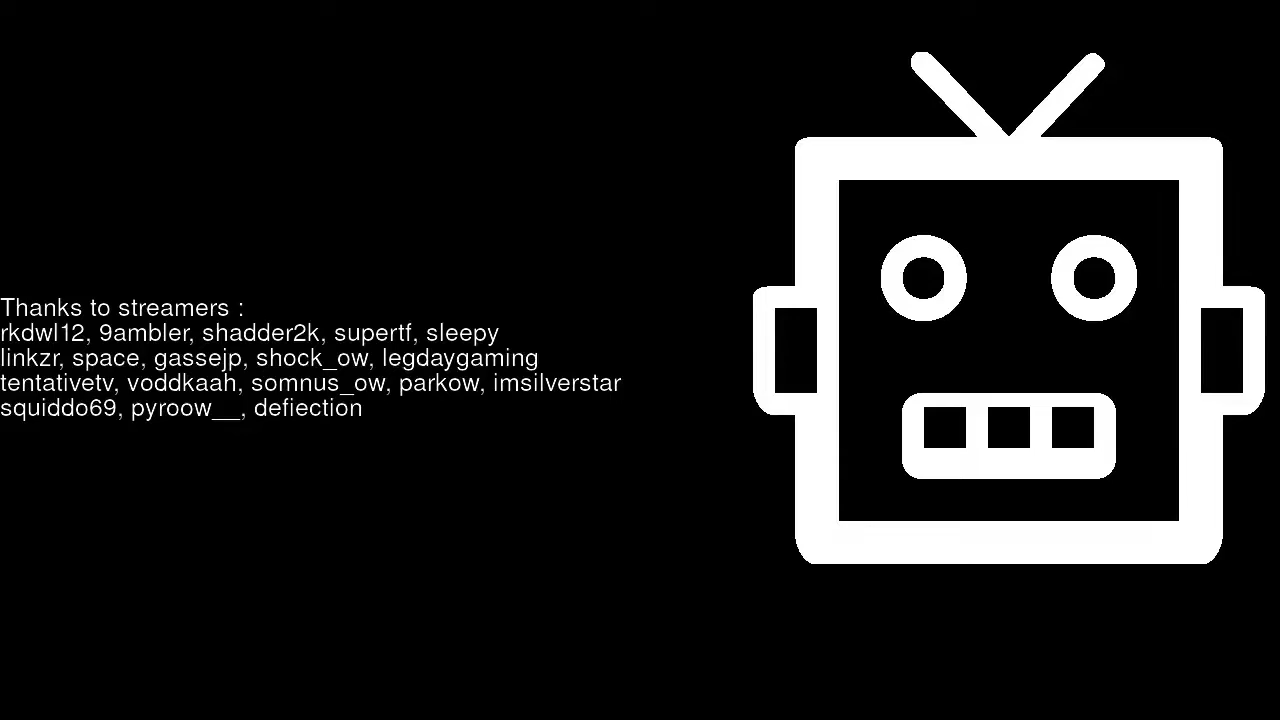 Thanks to streamers :
rkdwl12, 9ambler, shadder2k, supertf, sleepy
linkzr, space, gassejp, shock_ow, legdaygaming
tentativetv, voddkaah, somnus_ow, parkow, imsilverstar
squiddo69, pyroow__, defiection